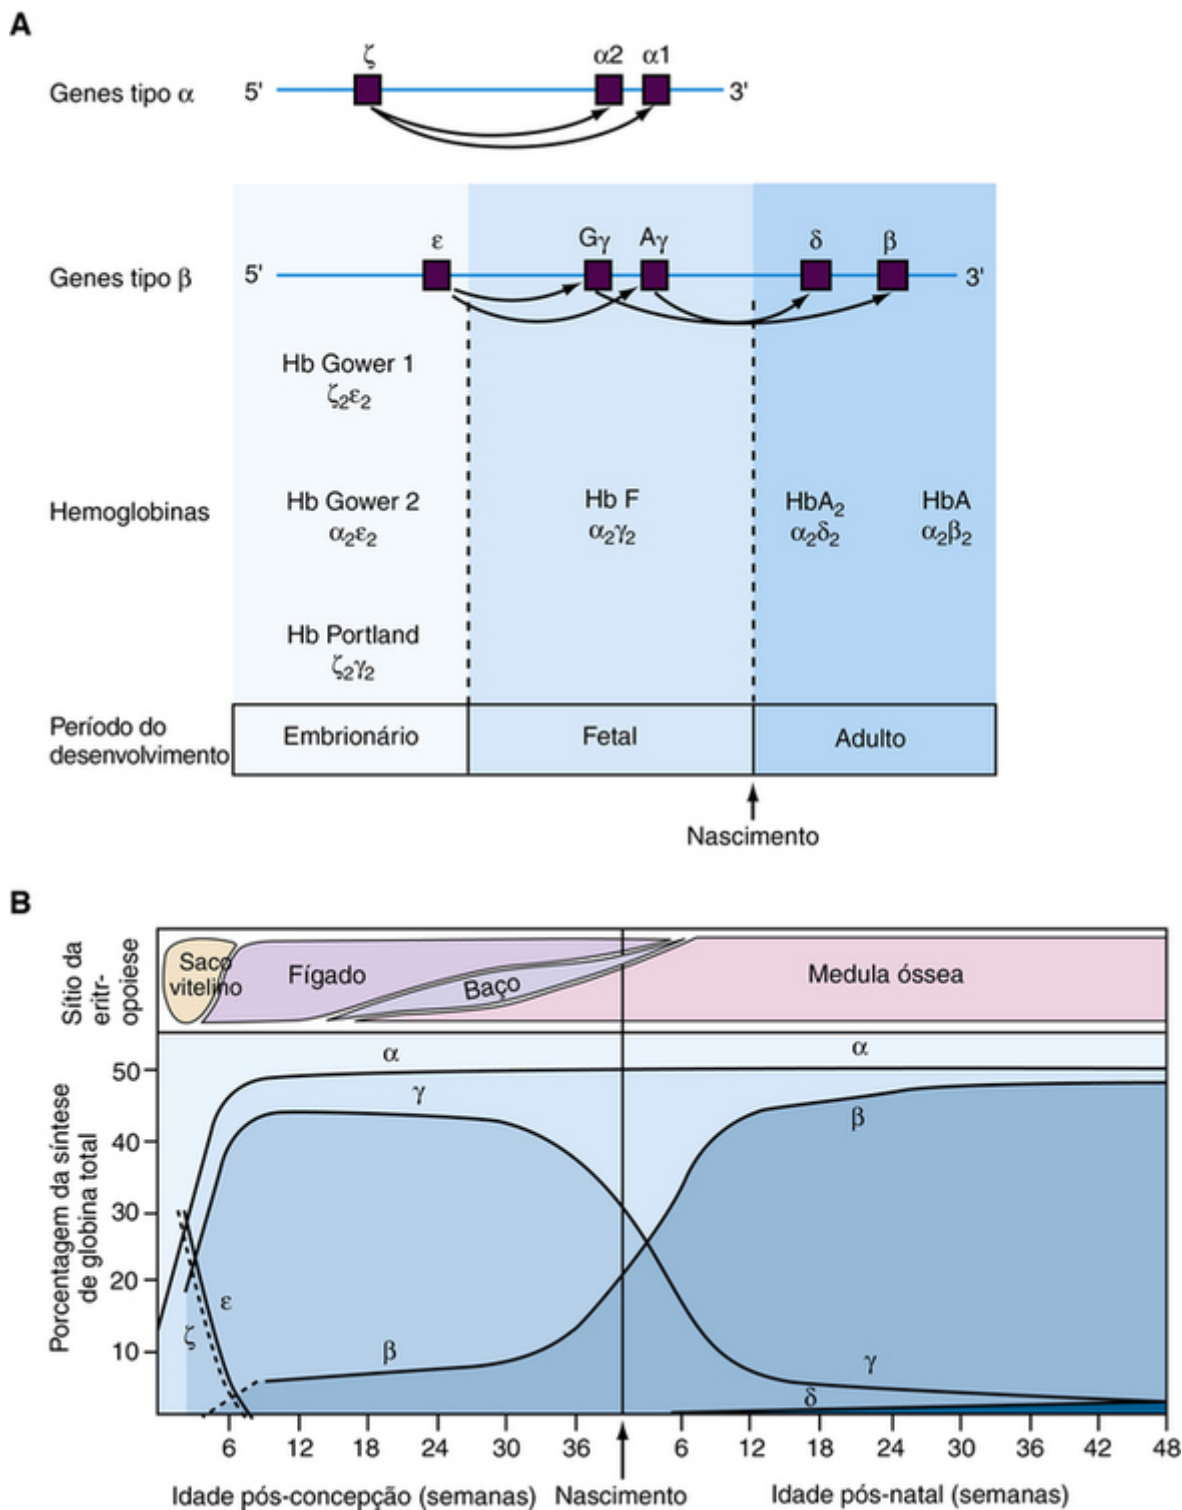 A
ζ α2 α1
Genes tipo α 5' 3'
ε Gγ Aγ δ β
Genes tipo β 5' 3'
Hb Gower 1
ζ₂ε₂
Hemoglobinas
Hb Gower 2
α₂ε₂
Hb F
α₂γ₂
HbA₂
α₂δ₂
HbA
α₂β₂
Hb Portland
ζ₂γ₂
Período do
desenvolvimento
Embrionário Fetal Adulto
Nascimento
B
Sítio da
eritr-
opoiese
Saco
vitelino
Fígado
Baço
Medula óssea
Porcentagem da síntese
de globina total
50
40
30
20
10
α α
γ
β
ε
ζ
β
γ
δ
6 12 18 24 30 36 6 12 18 24 30 36 42 48
Idade pós-concepção (semanas) Nascimento Idade pós-natal (semanas)